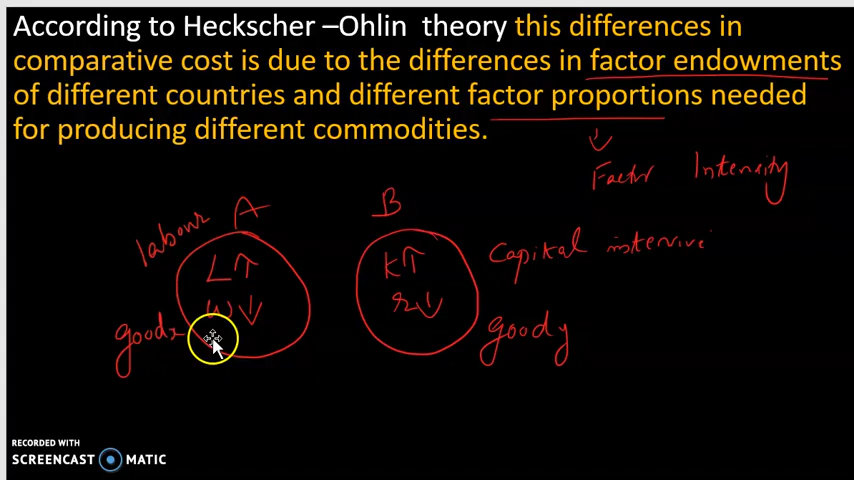 According to Heckscher –Ohlin theory this differences in
comparative cost is due to the differences in factor endowments
of different countries and different factor proportions needed
for producing different commodities.
Factor Intensity
A B
labour
L↑ K↑ Capital intensive
W↓ r↓
good x good y
RECORDED WITH
SCREENCAST MATIC